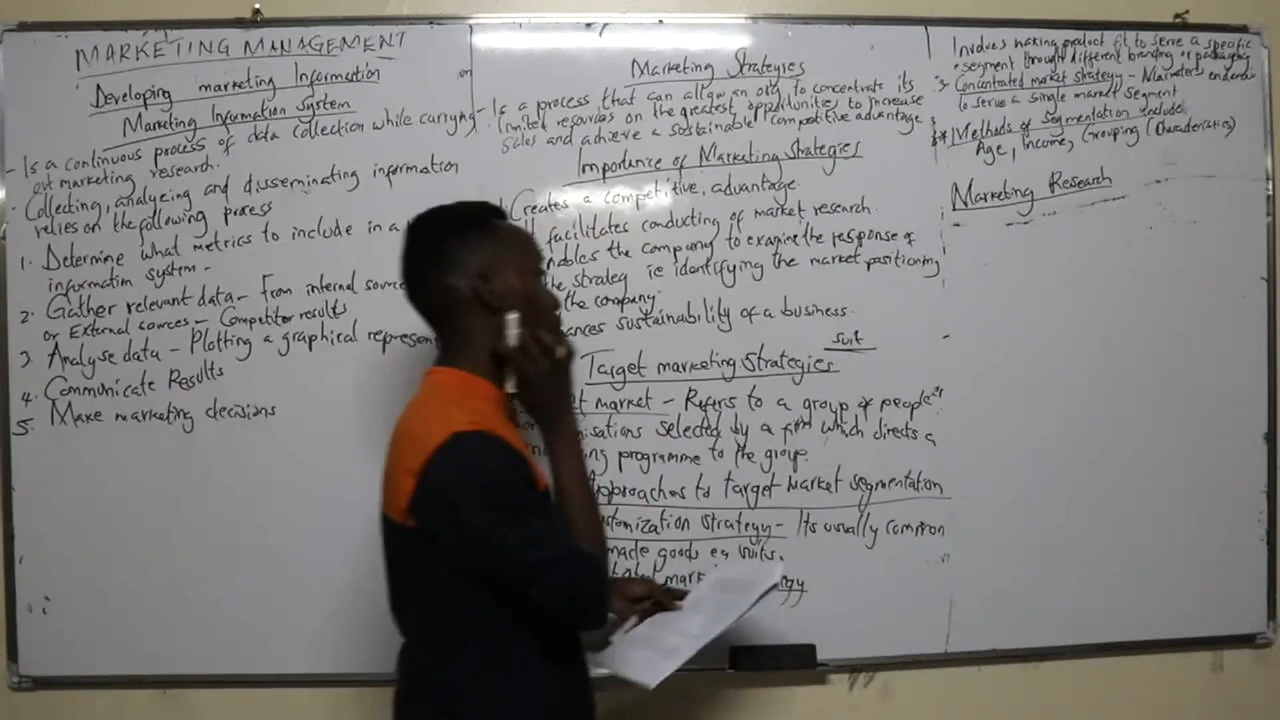 MARKETING MANAGEMENT
Developing marketing Information
Marketing Information System
- Is a continuous process of data collection while carrying
out marketing research.
- Collecting, analyzing and disseminating information
relies on the following process
1. Determine what metrics to include in a
information system -
2. Gather relevant data - from internal source
or External sources - Competitor results
3. Analyse data - Plotting a graphical represen
4. Communicate Results
5. Make marketing decisions
Marketing Strategies
- Is a process that can allow an org to concentrate its
limited resources on the greatest opportunities to increase
sales and achieve a sustainable competitive advantage
Importance of Marketing Strategies
Creates a competitive, advantage.
facilitates conducting of market research.
nables the company to examine the response of
the strateg ie identifying the market positioning
the company
ances sustainability of a business.
suit
Target marketing strategies
et market - Refers to a group of people
nisations selected by a firm which directs a
ing programme to the group.
Approaches to target market segmentation
stomization strategy - Its usually common
made goods eg suits.
Involves making product fit to serve a specific
segment through different branding or packaging
3. Concentrated market strategy - Marketers
to serve a single market segment
** Methods of Segmentation include
Age, Income, Grouping (Characteristics)
Marketing Research